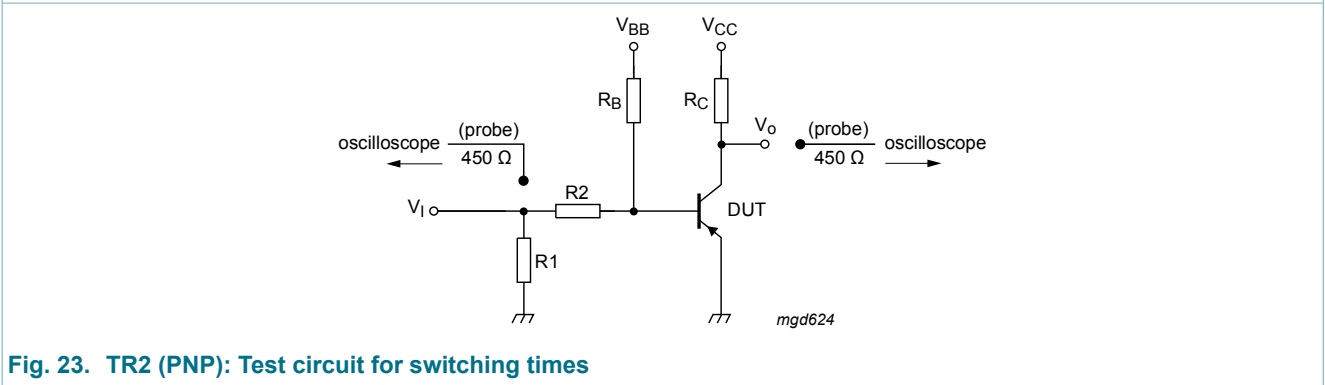 VBB
VCC
RB
RC
Vo
(probe)
oscilloscope
450 Ω
(probe)
oscilloscope
450 Ω
R2
VI
DUT
R1
mgd624
Fig. 23. TR2 (PNP): Test circuit for switching times